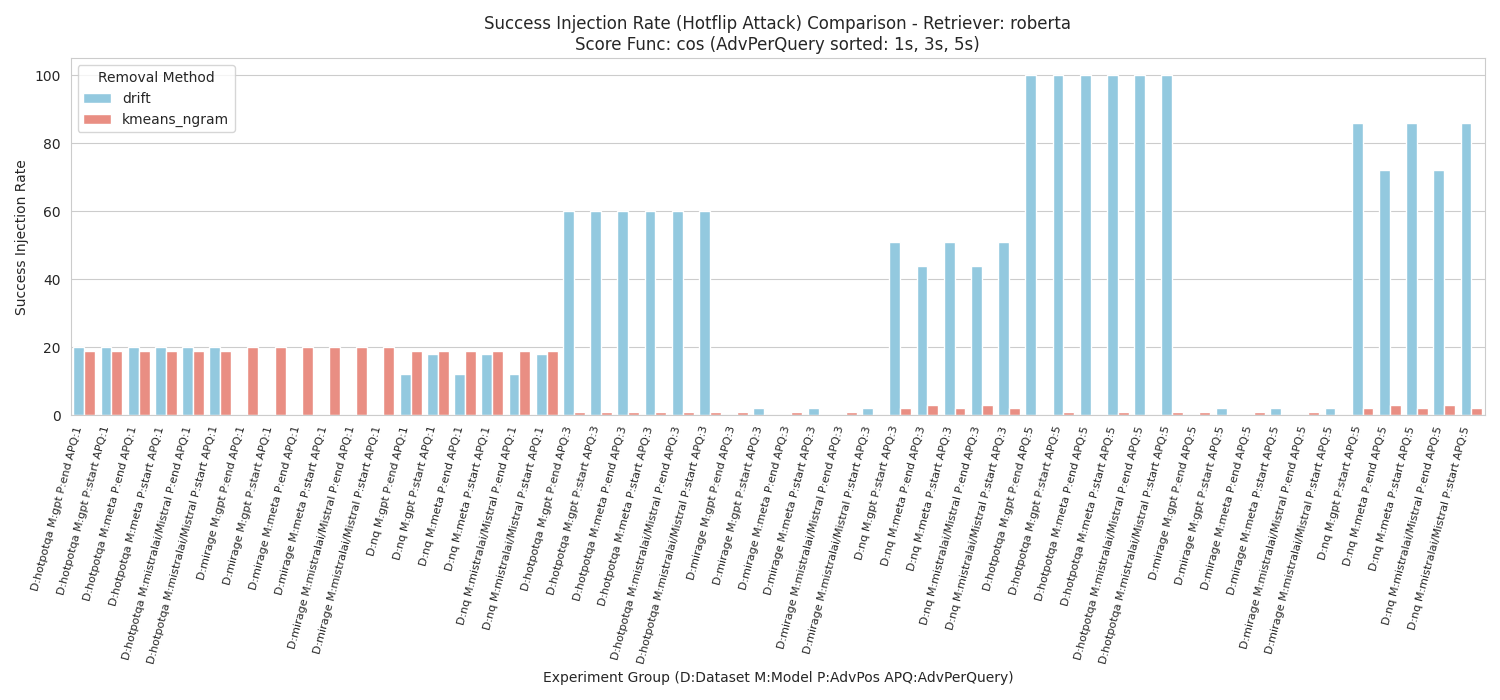 Success Injection Rate (Hotflip Attack) Comparison - Retriever: roberta
Score Func: cos (AdvPerQuery sorted: 1s, 3s, 5s)
Removal Method
drift
kmeans_ngram
Success Injection Rate
100
80
60
40
20
0
D:hotpotqa M:gpt P:end APQ:1
D:hotpotqa M:gpt P:start APQ:1
D:hotpotqa M:meta P:end APQ:1
D:hotpotqa M:meta P:start APQ:1
D:hotpotqa M:mistralai/Mistral P:end APQ:1
D:hotpotqa M:mistralai/Mistral P:start APQ:1
D:mirage M:gpt P:end APQ:1
D:mirage M:gpt P:start APQ:1
D:mirage M:meta P:end APQ:1
D:mirage M:meta P:start APQ:1
D:mirage M:mistralai/Mistral P:end APQ:1
D:mirage M:mistralai/Mistral P:start APQ:1
D:nq M:gpt P:end APQ:1
D:nq M:gpt P:start APQ:1
D:nq M:meta P:end APQ:1
D:nq M:meta P:start APQ:1
D:nq M:mistralai/Mistral P:end APQ:1
D:nq M:mistralai/Mistral P:start APQ:1
D:hotpotqa M:gpt P:end APQ:3
D:hotpotqa M:gpt P:start APQ:3
D:hotpotqa M:meta P:end APQ:3
D:hotpotqa M:meta P:start APQ:3
D:hotpotqa M:mistralai/Mistral P:end APQ:3
D:hotpotqa M:mistralai/Mistral P:start APQ:3
D:mirage M:gpt P:end APQ:3
D:mirage M:gpt P:start APQ:3
D:mirage M:meta P:end APQ:3
D:mirage M:meta P:start APQ:3
D:mirage M:mistralai/Mistral P:end APQ:3
D:mirage M:mistralai/Mistral P:start APQ:3
D:nq M:gpt P:start APQ:3
D:nq M:meta P:end APQ:3
D:nq M:meta P:start APQ:3
D:nq M:mistralai/Mistral P:end APQ:3
D:nq M:mistralai/Mistral P:start APQ:3
D:hotpotqa M:gpt P:end APQ:5
D:hotpotqa M:gpt P:start APQ:5
D:hotpotqa M:meta P:end APQ:5
D:hotpotqa M:meta P:start APQ:5
D:hotpotqa M:mistralai/Mistral P:end APQ:5
D:hotpotqa M:mistralai/Mistral P:start APQ:5
D:mirage M:gpt P:end APQ:5
D:mirage M:gpt P:start APQ:5
D:mirage M:meta P:end APQ:5
D:mirage M:meta P:start APQ:5
D:mirage M:mistralai/Mistral P:end APQ:5
D:mirage M:mistralai/Mistral P:start APQ:5
D:nq M:gpt P:start APQ:5
D:nq M:meta P:end APQ:5
D:nq M:meta P:start APQ:5
D:nq M:mistralai/Mistral P:end APQ:5
D:nq M:mistralai/Mistral P:start APQ:5
Experiment Group (D:Dataset M:Model P:AdvPos APQ:AdvPerQuery)